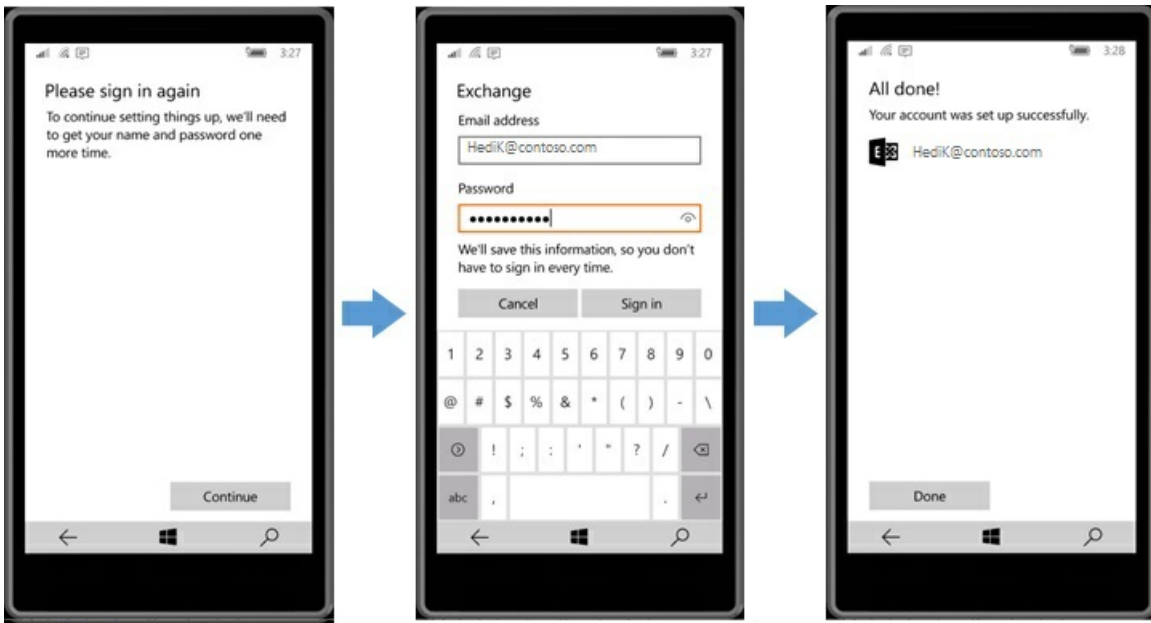 3:27
Please sign in again
To continue setting things up, we'll need
to get your name and password one
more time.
Continue
3:27
Exchange
Email address
HediK@contoso.com
Password
We'll save this information, so you don't
have to sign in every time.
Cancel Sign in
1 2 3 4 5 6 7 8 9 0
@ # $ % & * ( ) - \
! ; : ' " ? /
abc , .
3:28
All done!
Your account was set up successfully.
E HediK@contoso.com
Done